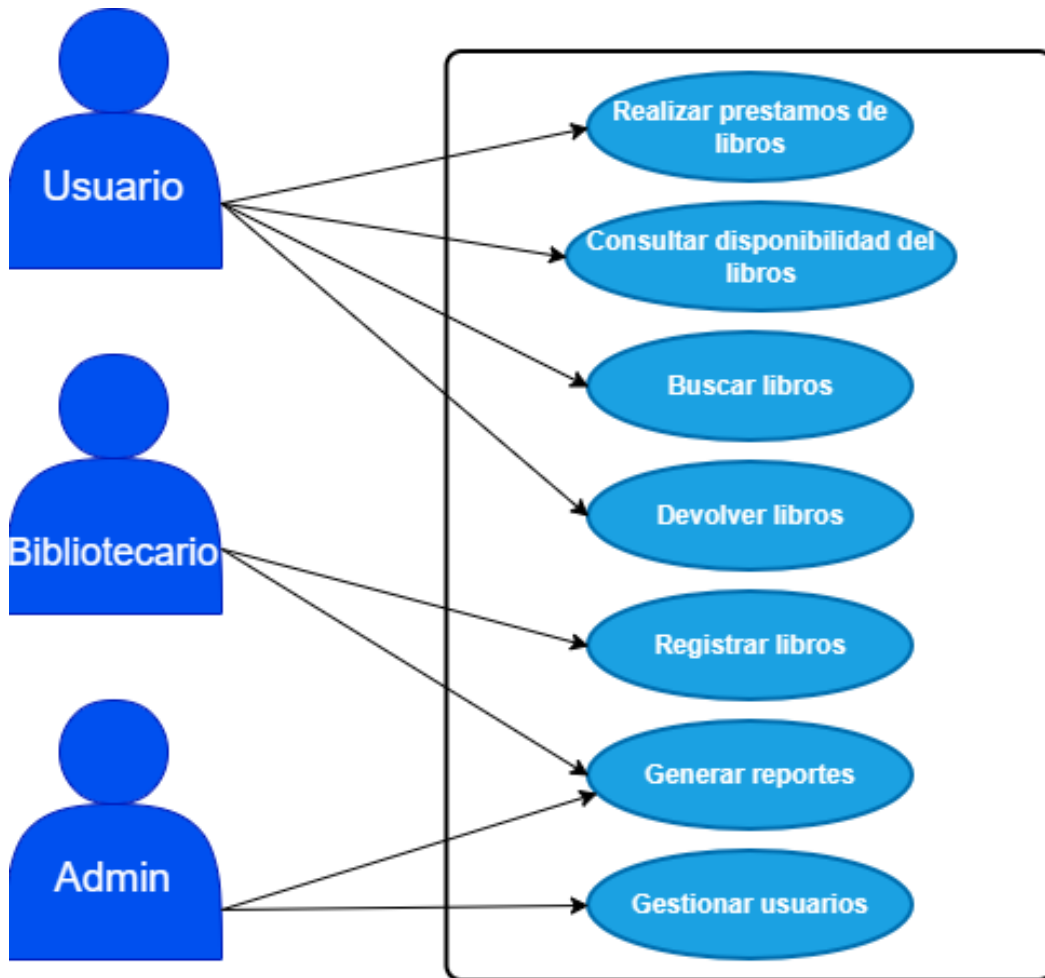 Usuario
Realizar prestamos de
libros
Consultar disponibilidad del
libros
Buscar libros
Devolver libros
Bibliotecario
Registrar libros
Generar reportes
Admin
Gestionar usuarios